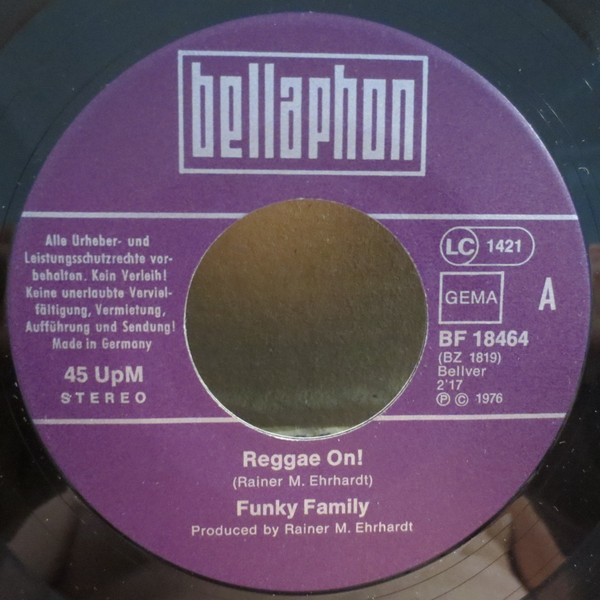 bellaphon
Alle Urheber- und
Leistungsschutzrechte vor-
behalten. Kein Verleih!
Keine unerlaubte Verviel-
fältigung, Vermietung,
Aufführung und Sendung!
Made in Germany
45 UpM
STEREO
LC 1421
GEMA
A
BF 18464
(BZ 1819)
Bellver
2'17
Ⓟ © 1976
Reggae On!
(Rainer M. Ehrhardt)
Funky Family
Produced by Rainer M. Ehrhardt